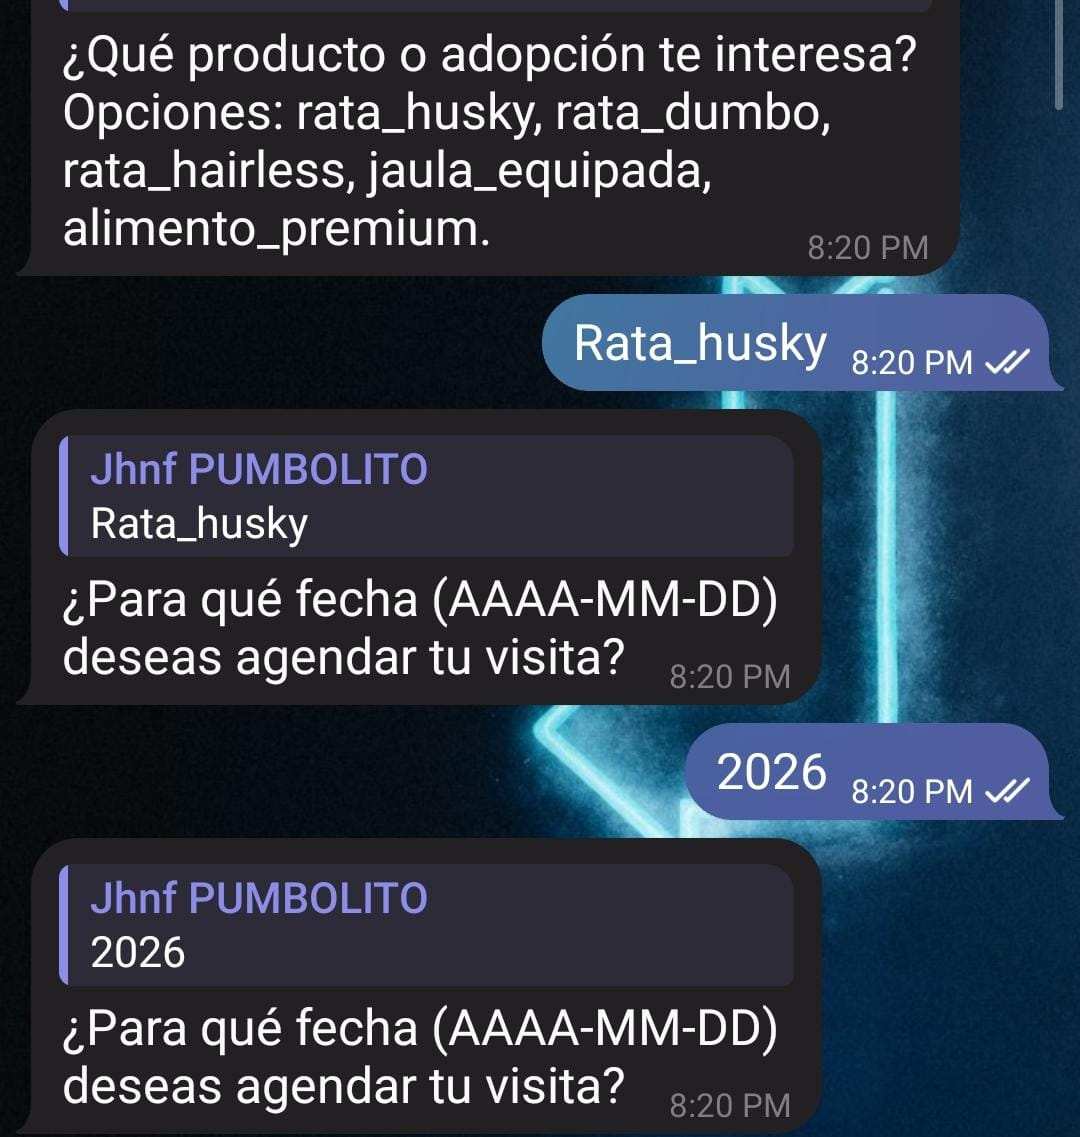 ¿Qué producto o adopción te interesa?
Opciones: rata_husky, rata_dumbo,
rata_hairless, jaula_equipada,
alimento_premium.
8:20 PM
Rata_husky 8:20 PM
Jhnf PUMBOLITO
Rata_husky
¿Para qué fecha (AAAA-MM-DD)
deseas agendar tu visita? 8:20 PM
2026 8:20 PM
Jhnf PUMBOLITO
2026
¿Para qué fecha (AAAA-MM-DD)
deseas agendar tu visita? 8:20 PM